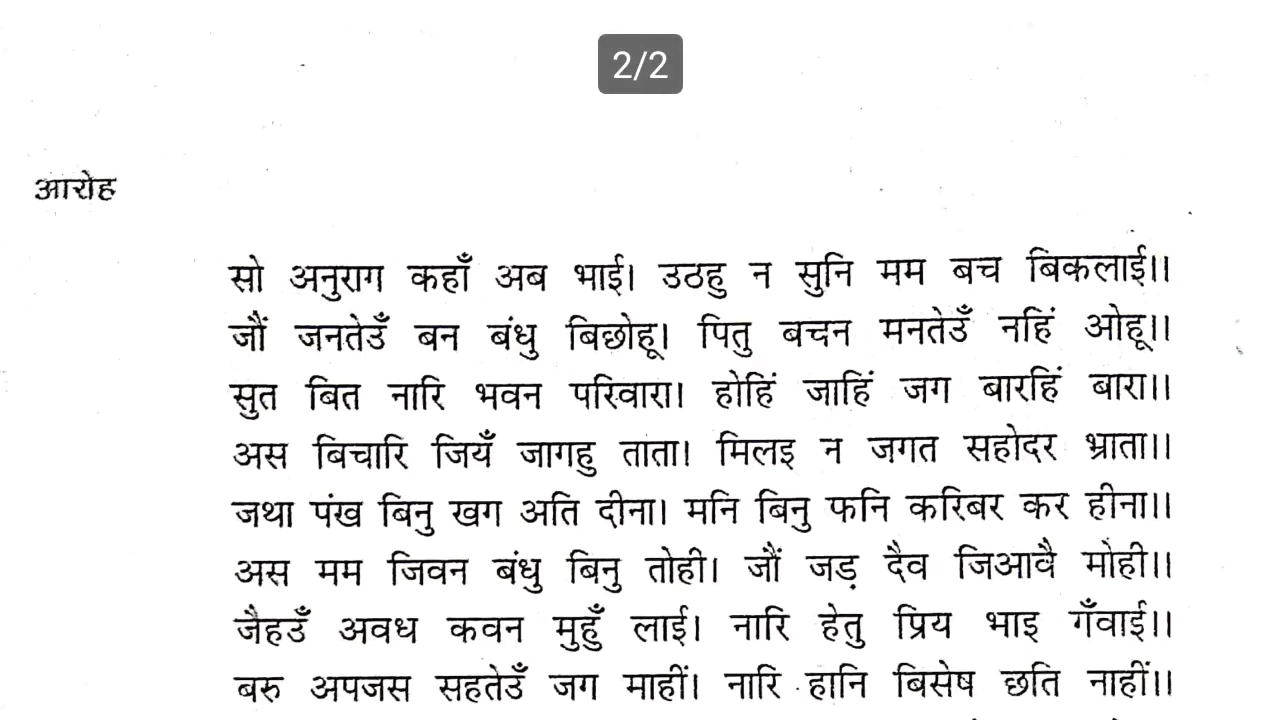 2/2
आरोह
सो अनुराग कहाँ अब भाई। उठहु न सुनि मम बच बिकलाई।।
जौं जनतेउँ बन बंधु बिछोहू। पितु बचन मनतेउँ नहिं ओहू।।
सुत बित नारि भवन परिवारा। होहिं जाहिं जग बारहिं बारा।।
अस बिचारि जियँ जागहु ताता। मिलइ न जगत सहोदर भ्राता।।
जथा पंख बिनु खग अति दीना। मनि बिनु फनि करिबर कर हीना।।
अस मम जिवन बंधु बिनु तोही। जौं जड़ दैव जिआवै मोही।।
जैहउँ अवध कवन मुहुँ लाई। नारि हेतु प्रिय भाइ गँवाई।।
बरु अपजस सहतेउँ जग माहीं। नारि हानि बिसेष छति नाहीं।।